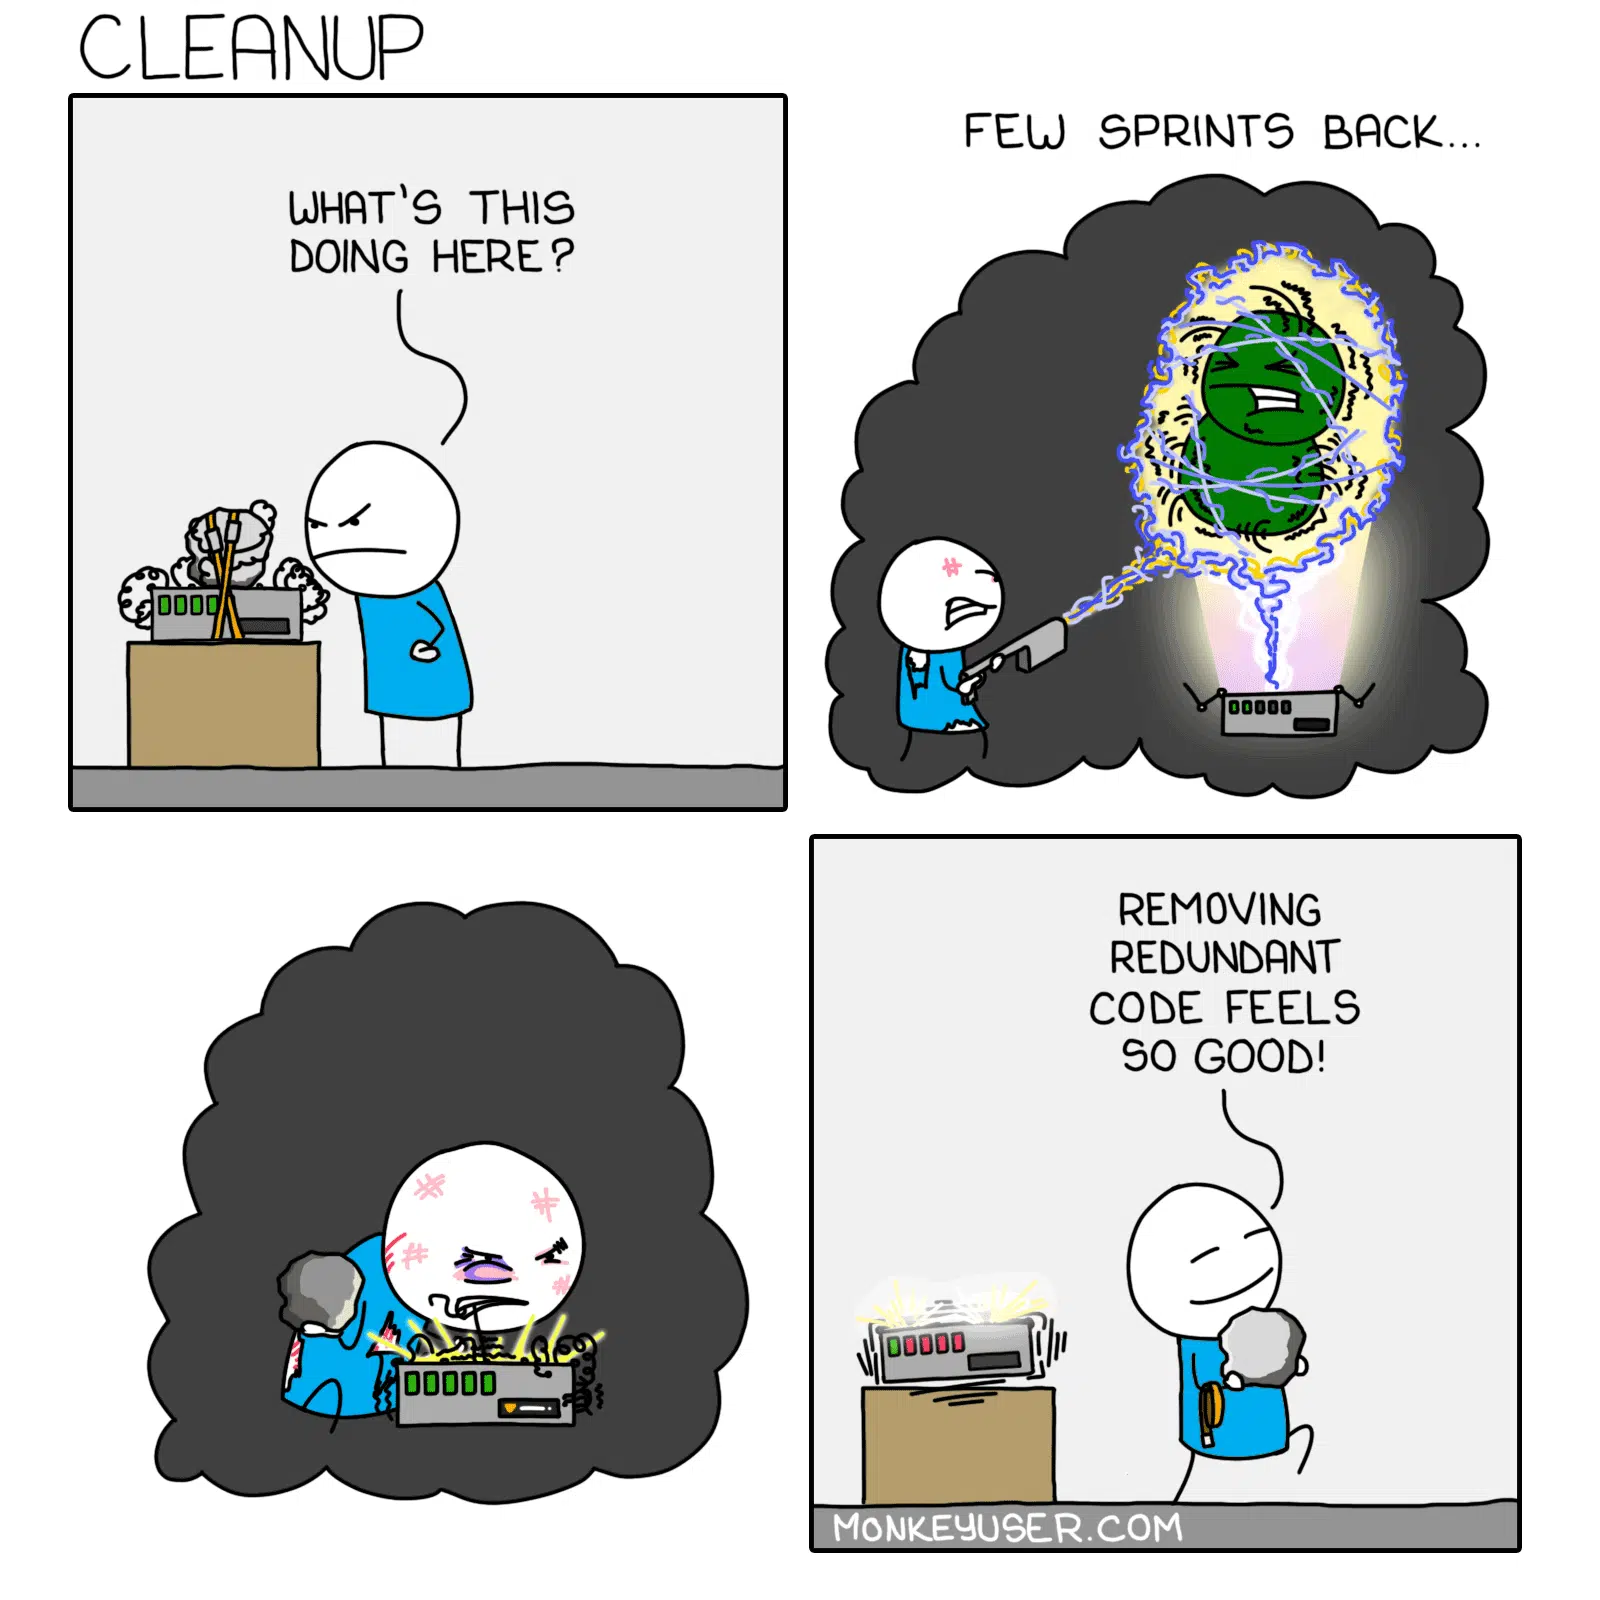 CLEANUP
WHAT'S THIS
DOING HERE?
FEW SPRINTS BACK...
REMOVING
REDUNDANT
CODE FEELS
SO GOOD!
MONKEYUSER.COM